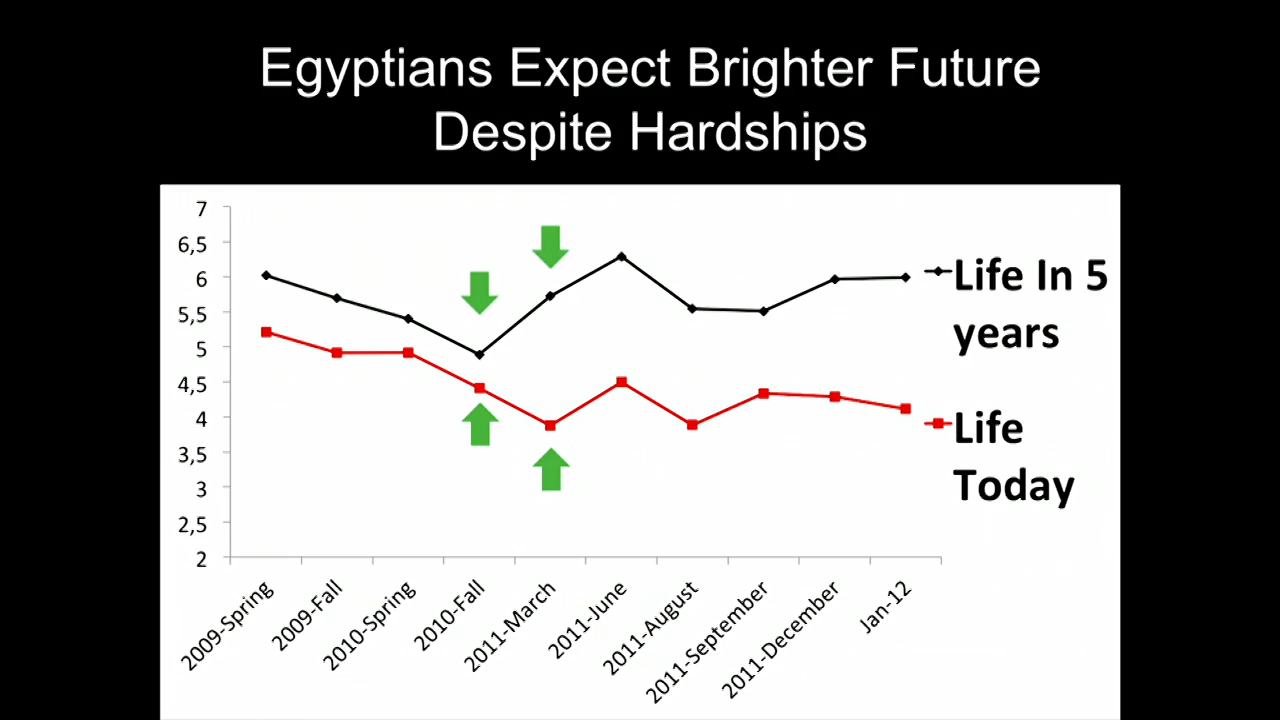 Egyptians Expect Brighter Future
Despite Hardships
7
6,5
6
5,5
5
4,5
4
3,5
3
2,5
2
Life In 5
years
Life
Today
2009-Spring
2009-Fall
2010-Spring
2010-Fall
2011-March
2011-June
2011-August
2011-September
2011-December
Jan-12